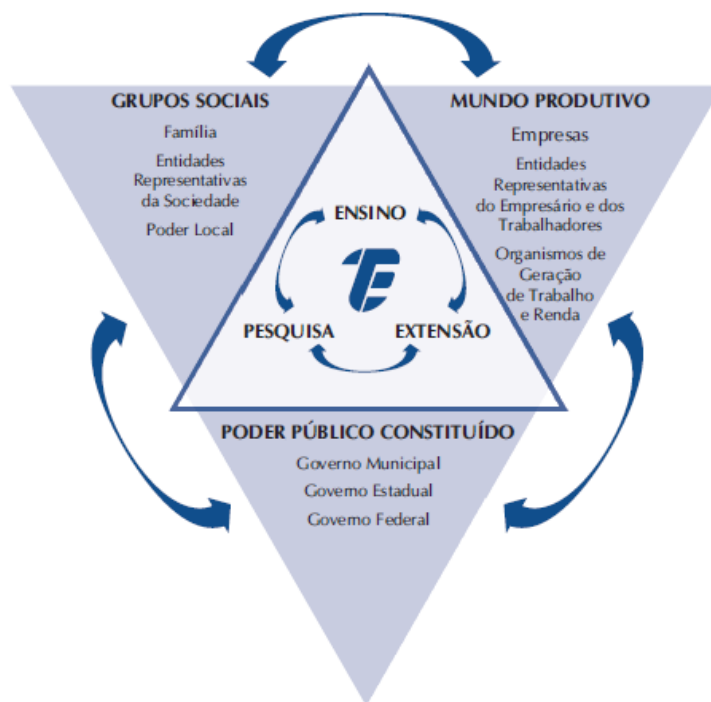 GRUPOS SOCIAIS
Família
Entidades
Representativas
da Sociedade
Poder Local
MUNDO PRODUTIVO
Empresas
Entidades
Representativas
do Empresário e dos
Trabalhadores
Organismos de
Geração
de Trabalho
e Renda
ENSINO
PESQUISA
EXTENSÃO
PODER PÚBLICO CONSTITUÍDO
Governo Municipal
Governo Estadual
Governo Federal